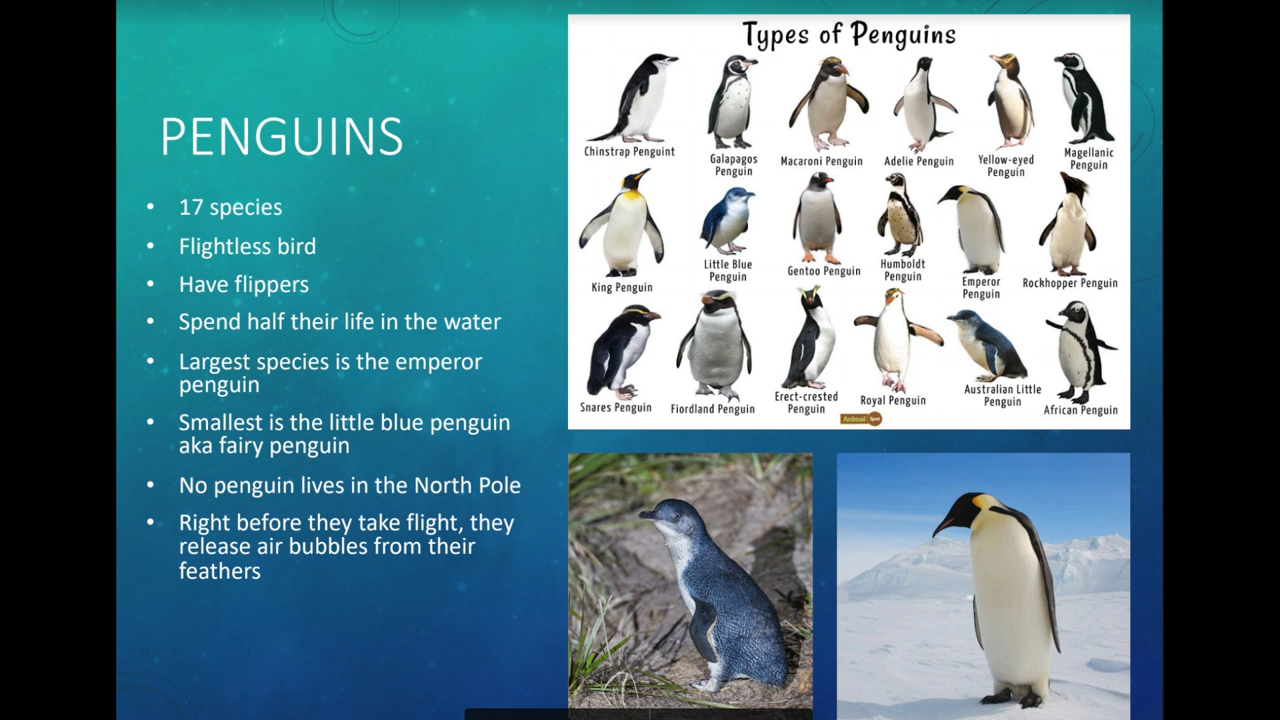 PENGUINS
• 17 species
• Flightless bird
• Have flippers
• Spend half their life in the water
• Largest species is the emperor
penguin
• Smallest is the little blue penguin
aka fairy penguin
• No penguin lives in the North Pole
• Right before they take flight, they
release air bubbles from their
feathers
Types of Penguins
Chinstrap Penguint
Galapagos
Penguin
Macaroni Penguin
Adelie Penguin
Yellow-eyed
Penguin
Magellanic
Penguin
King Penguin
Little Blue
Penguin
Gentoo Penguin
Humboldt
Penguin
Emperor
Penguin
Rockhopper Penguin
Snares Penguin
Fiordland Penguin
Erect-crested
Penguin
Royal Penguin
Australian Little
Penguin
African Penguin
Animal Spot